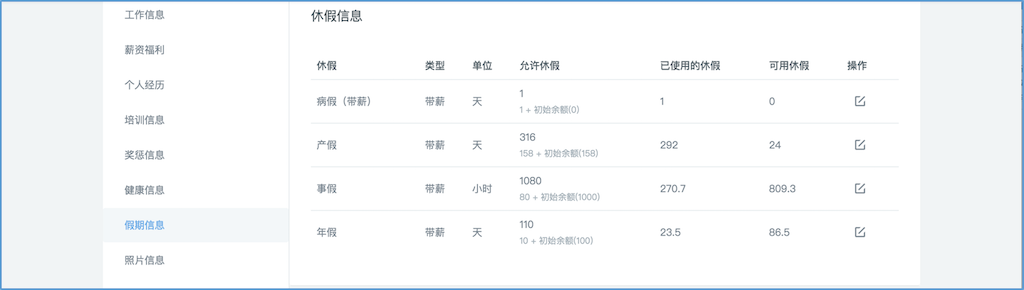 工作信息
薪资福利
个人经历
培训信息
奖惩信息
健康信息
假期信息
照片信息
休假信息
休假 类型 单位 允许休假 已使用的休假 可用休假 操作
病假（带薪） 带薪 天 1 1 0
1 + 初始余额(0)
产假 带薪 天 316 292 24
158 + 初始余额(158)
事假 带薪 小时 1080 270.7 809.3
80 + 初始余额(1000)
年假 带薪 天 110 23.5 86.5
10 + 初始余额(100)